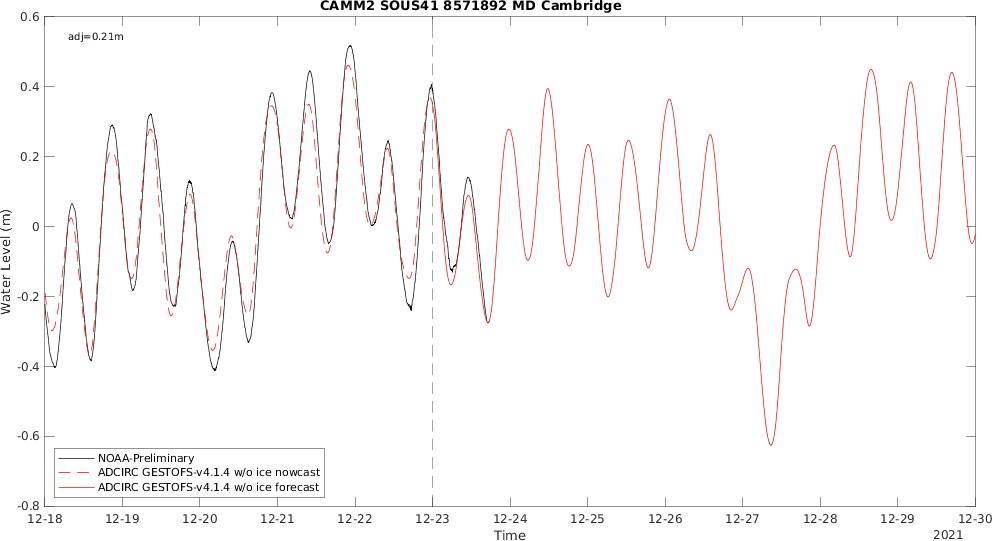 CAMM2 SOUS41 8571892 MD Cambridge
adj=0.21m
0.6
0.4
0.2
0
-0.2
-0.4
-0.6
-0.8
Water Level (m)
NOAA-Preliminary
ADCIRC GESTOFS-v4.1.4 w/o ice nowcast
ADCIRC GESTOFS-v4.1.4 w/o ice forecast
12-18 12-19 12-20 12-21 12-22 12-23 12-24 12-25 12-26 12-27 12-28 12-29 12-30
Time
2021